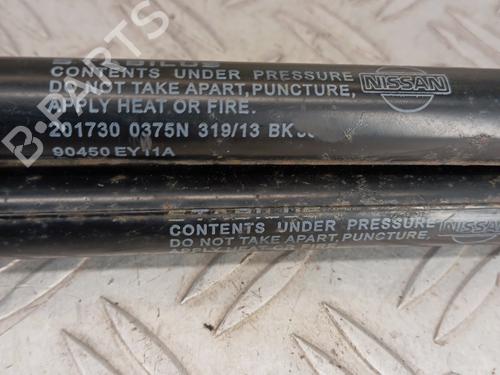 B-PARTS
STABILUS
CONTENTS UNDER PRESSURE
DO NOT TAKE APART, PUNCTURE,
APPLY HEAT OR FIRE.
NISSAN
201730 0375N 319/13 BK
90450 EY11A
STABILUS
CONTENTS UNDER PRESSURE
DO NOT TAKE APART, PUNCTURE,
NISSAN